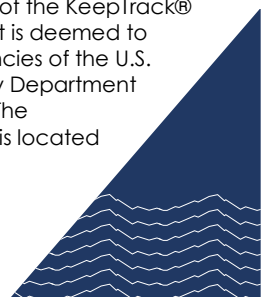 of the KeepTrack®
t is deemed to
cies of the U.S.
Department
he
is located